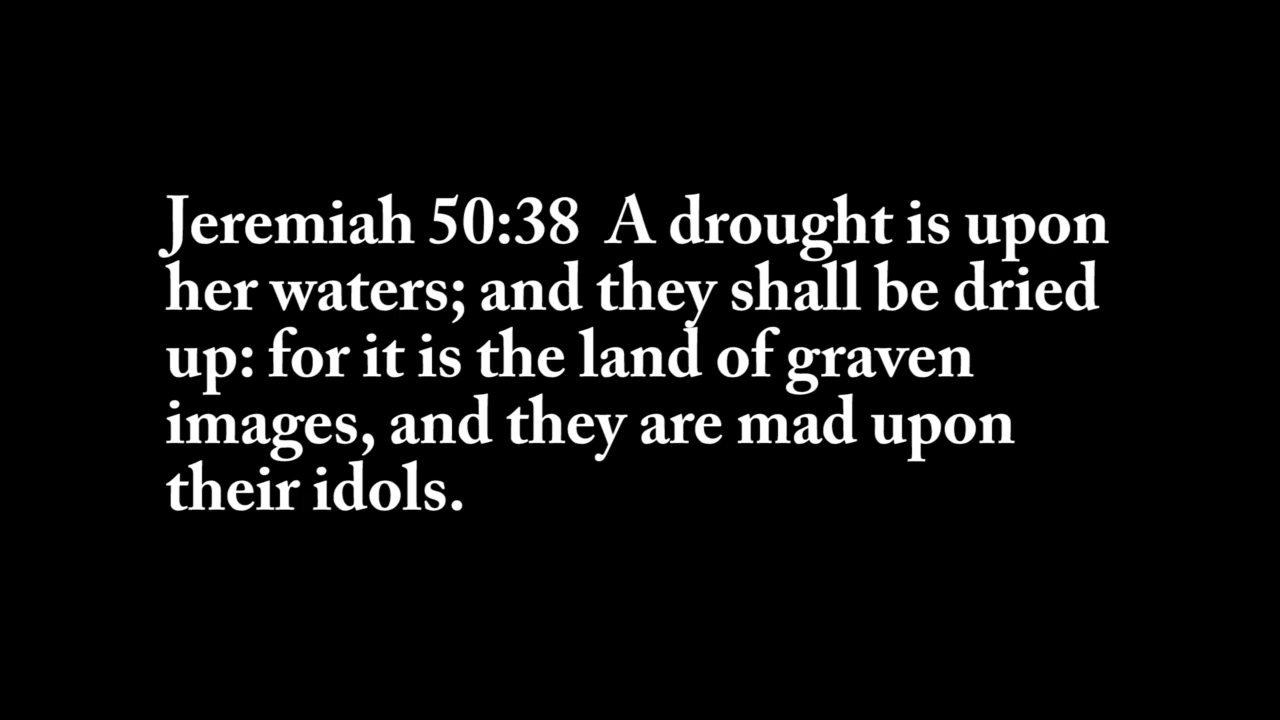 Jeremiah 50:38  A drought is upon
her waters; and they shall be dried
up: for it is the land of graven
images, and they are mad upon
their idols.